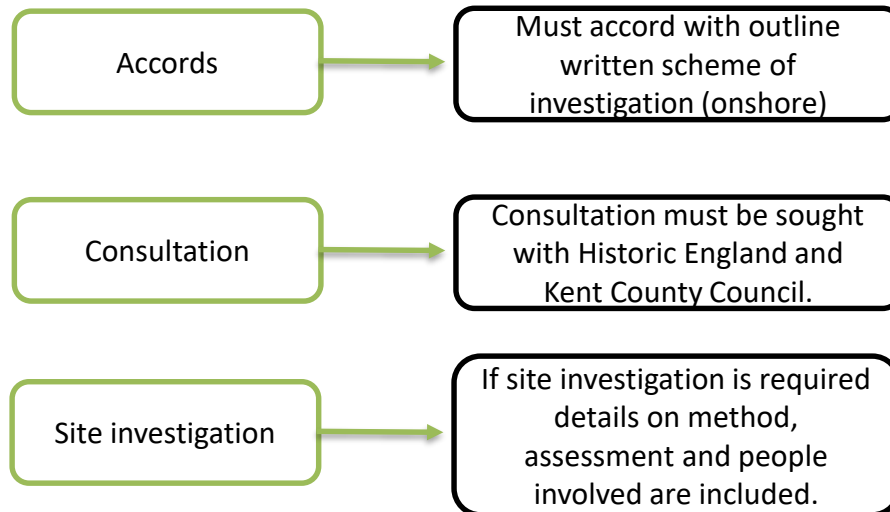 Accords
Must accord with outline
written scheme of
investigation (onshore)
Consultation
Consultation must be sought
with Historic England and
Kent County Council.
Site investigation
If site investigation is required
details on method,
assessment and people
involved are included.